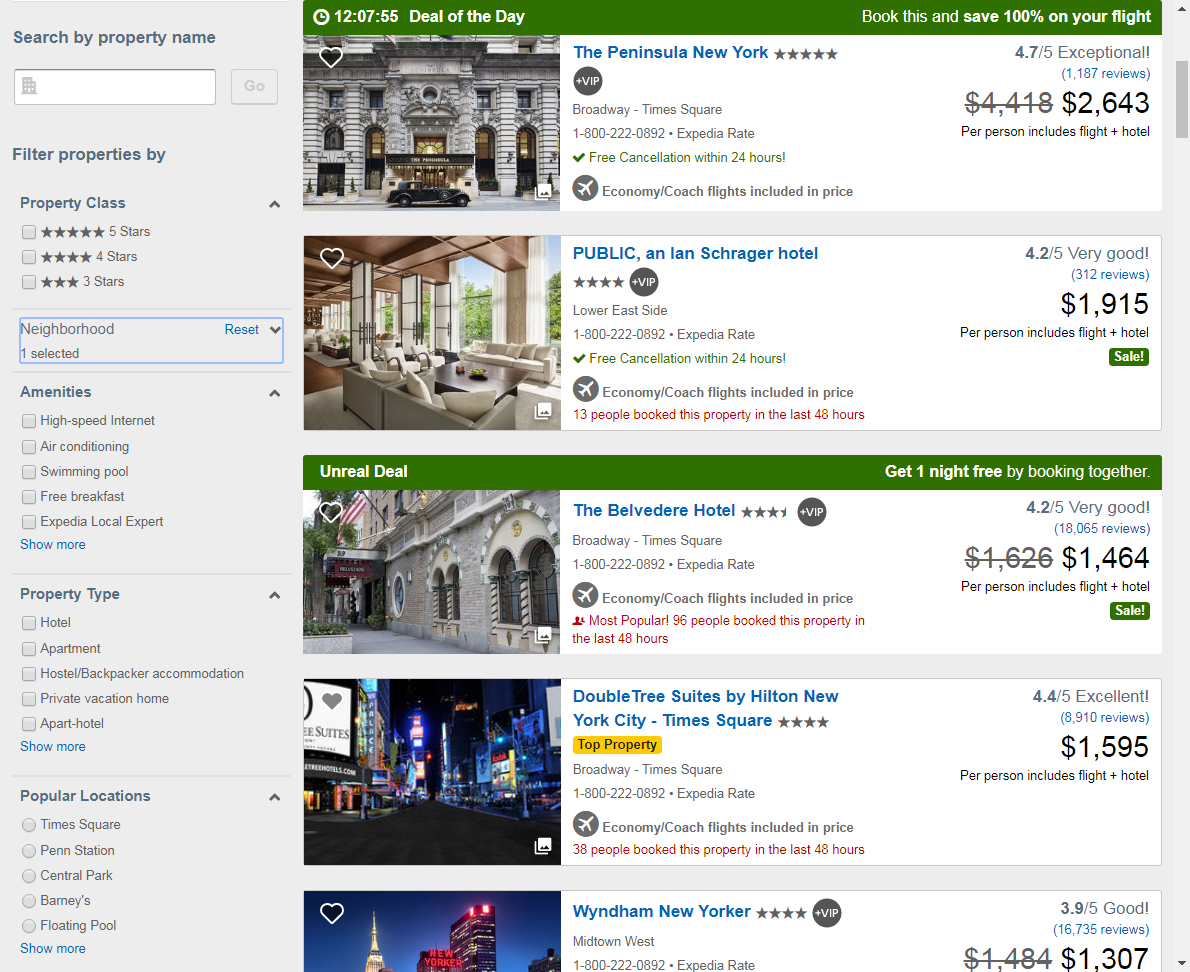 Search by property name
Go
Filter properties by
Property Class
5 Stars
4 Stars
3 Stars
Neighborhood Reset
1 selected
Amenities
High-speed Internet
Air conditioning
Swimming pool
Free breakfast
Expedia Local Expert
Show more
Property Type
Hotel
Apartment
Hostel/Backpacker accommodation
Private vacation home
Apart-hotel
Show more
Popular Locations
Times Square
Penn Station
Central Park
Barney's
Floating Pool
Show more
12:07:55 Deal of the Day Book this and save 100% on your flight
THE PENINSULA
The Peninsula New York
+VIP
Broadway - Times Square
1-800-222-0892 • Expedia Rate
Free Cancellation within 24 hours!
Economy/Coach flights included in price
4.7/5 Exceptional!
(1,187 reviews)
$4,418 $2,643
Per person includes flight + hotel
PUBLIC, an Ian Schrager hotel
+VIP
Lower East Side
1-800-222-0892 • Expedia Rate
Free Cancellation within 24 hours!
Economy/Coach flights included in price
13 people booked this property in the last 48 hours
4.2/5 Very good!
(312 reviews)
$1,915
Per person includes flight + hotel
Sale!
Unreal Deal Get 1 night free by booking together.
BELVEDERE
The Belvedere Hotel +VIP
Broadway - Times Square
1-800-222-0892 • Expedia Rate
Economy/Coach flights included in price
Most Popular! 96 people booked this property in
the last 48 hours
4.2/5 Very good!
(18,065 reviews)
$1,626 $1,464
Per person includes flight + hotel
Sale!
EE SUITES
LETREEHOTELS.COM
PALACE
Kodak
DoubleTree Suites by Hilton New
York City - Times Square
Top Property
Broadway - Times Square
1-800-222-0892 • Expedia Rate
Economy/Coach flights included in price
38 people booked this property in the last 48 hours
4.4/5 Excellent!
(8,910 reviews)
$1,595
Per person includes flight + hotel
NEW
YORKER
Wyndham New Yorker +VIP
Midtown West
1-800-222-0892 • Expedia Rate
3.9/5 Good!
(16,735 reviews)
$1,484 $1,307